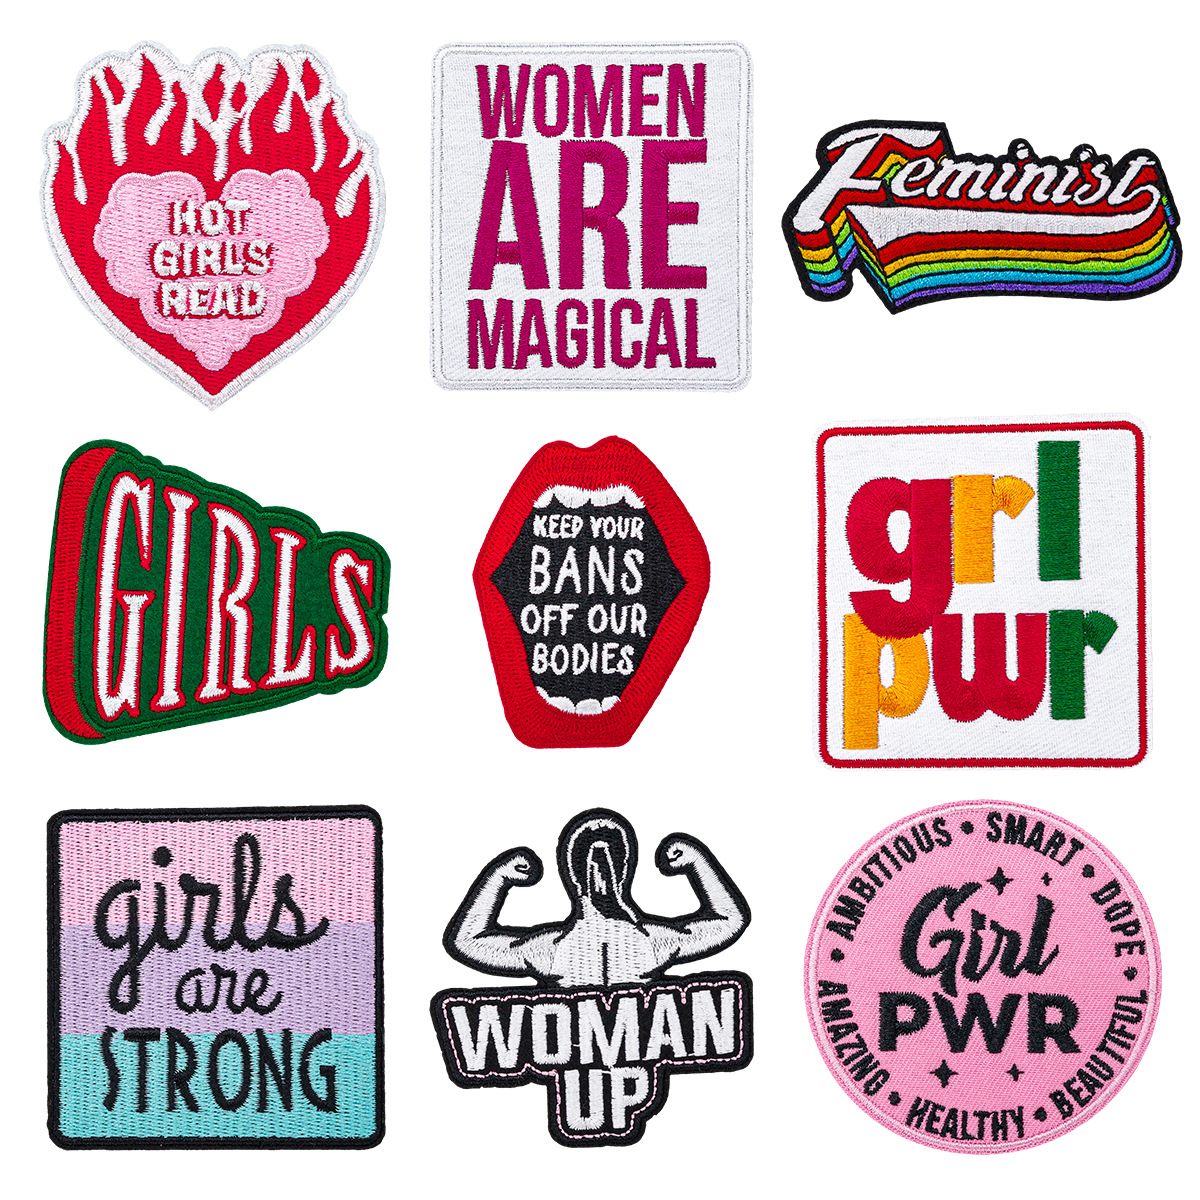 HOT
GIRLS
READ
WOMEN
ARE
MAGICAL
Feminist
GIRLS
KEEP YOUR
BANS
OFF OUR
BODIES
grl
pwr
girls
are
STRONG
WOMAN
UP
AMBITIOUS • SMART • DOPE • BEAUTIFUL • HEALTHY • AMAZING •
Girl
PWR